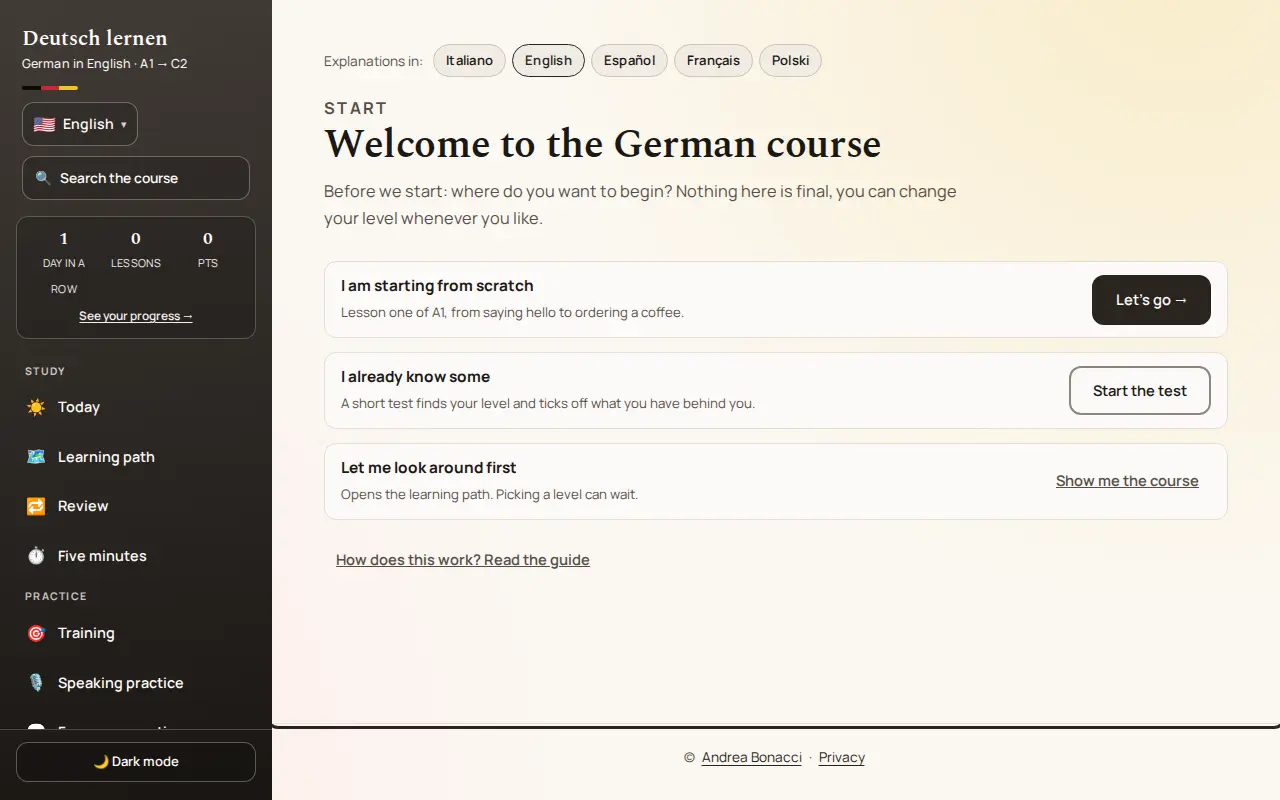 Deutsch lernen
German in English · A1 → C2
English ▾
Search the course
1 0 0
DAY IN A ROW LESSONS PTS
See your progress →
STUDY
Today
Learning path
Review
Five minutes
PRACTICE
Training
Speaking practice
Dark mode
Explanations in: Italiano English Español Français Polski
START
Welcome to the German course
Before we start: where do you want to begin? Nothing here is final, you can change
your level whenever you like.
I am starting from scratch
Lesson one of A1, from saying hello to ordering a coffee.
Let's go →
I already know some
A short test finds your level and ticks off what you have behind you.
Start the test
Let me look around first
Opens the learning path. Picking a level can wait.
Show me the course
How does this work? Read the guide
© Andrea Bonacci · Privacy